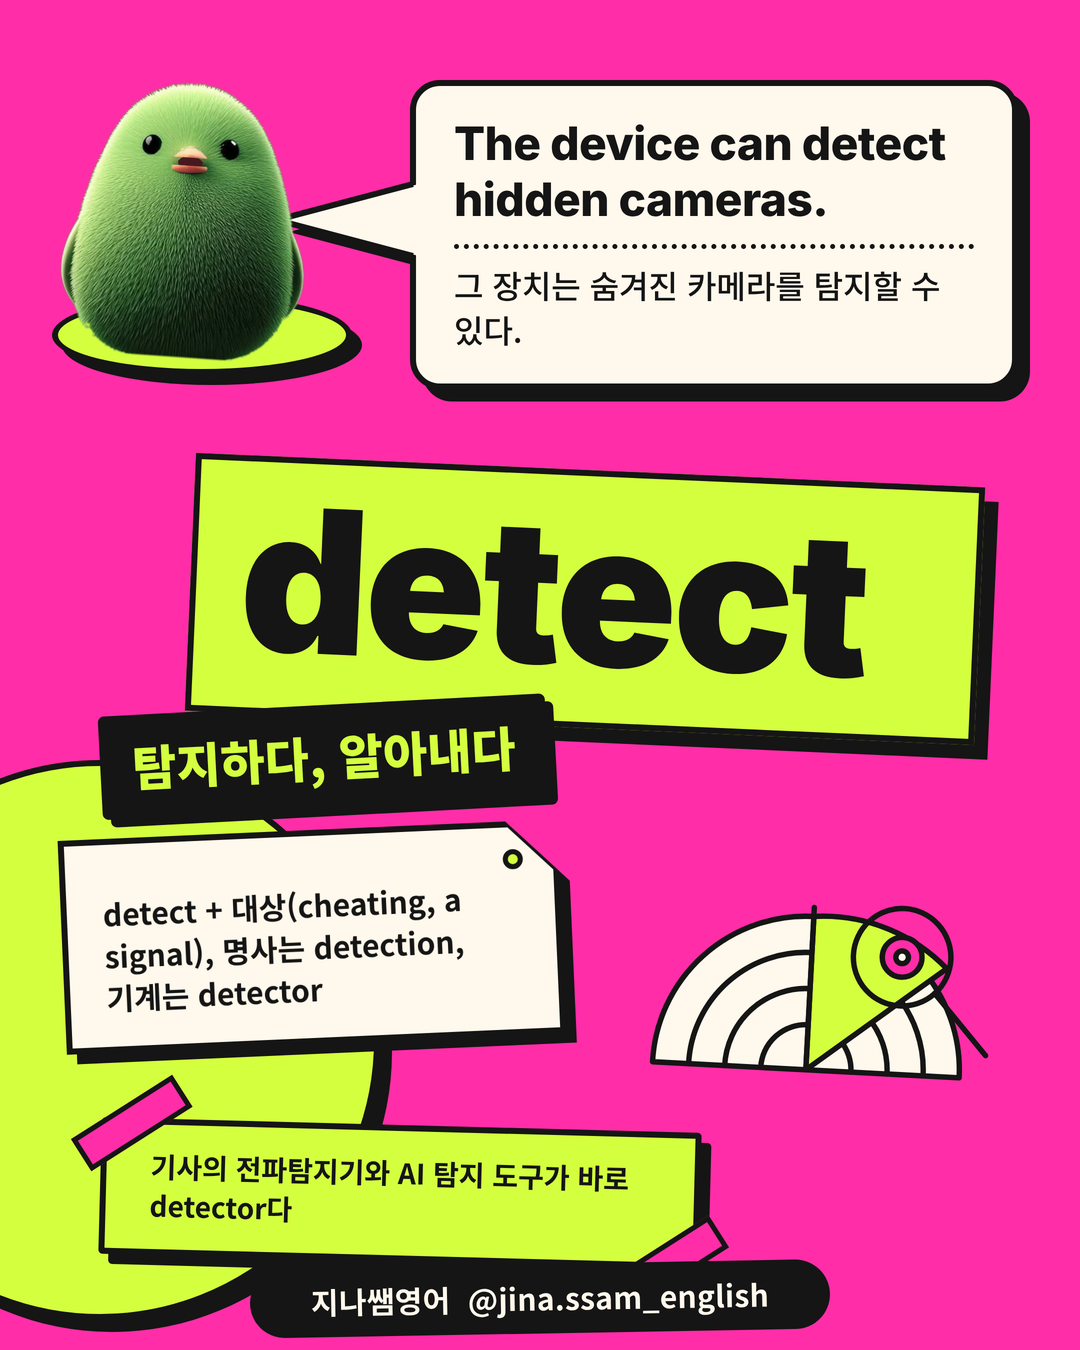 The device can detect
hidden cameras.
그 장치는 숨겨진 카메라를 탐지할 수
있다.
detect
탐지하다, 알아내다
detect + 대상(cheating, a
signal), 명사는 detection,
기계는 detector
기사의 전파탐지기와 AI 탐지 도구가 바로
detector다
지나쌤영어 @jina.ssam_english